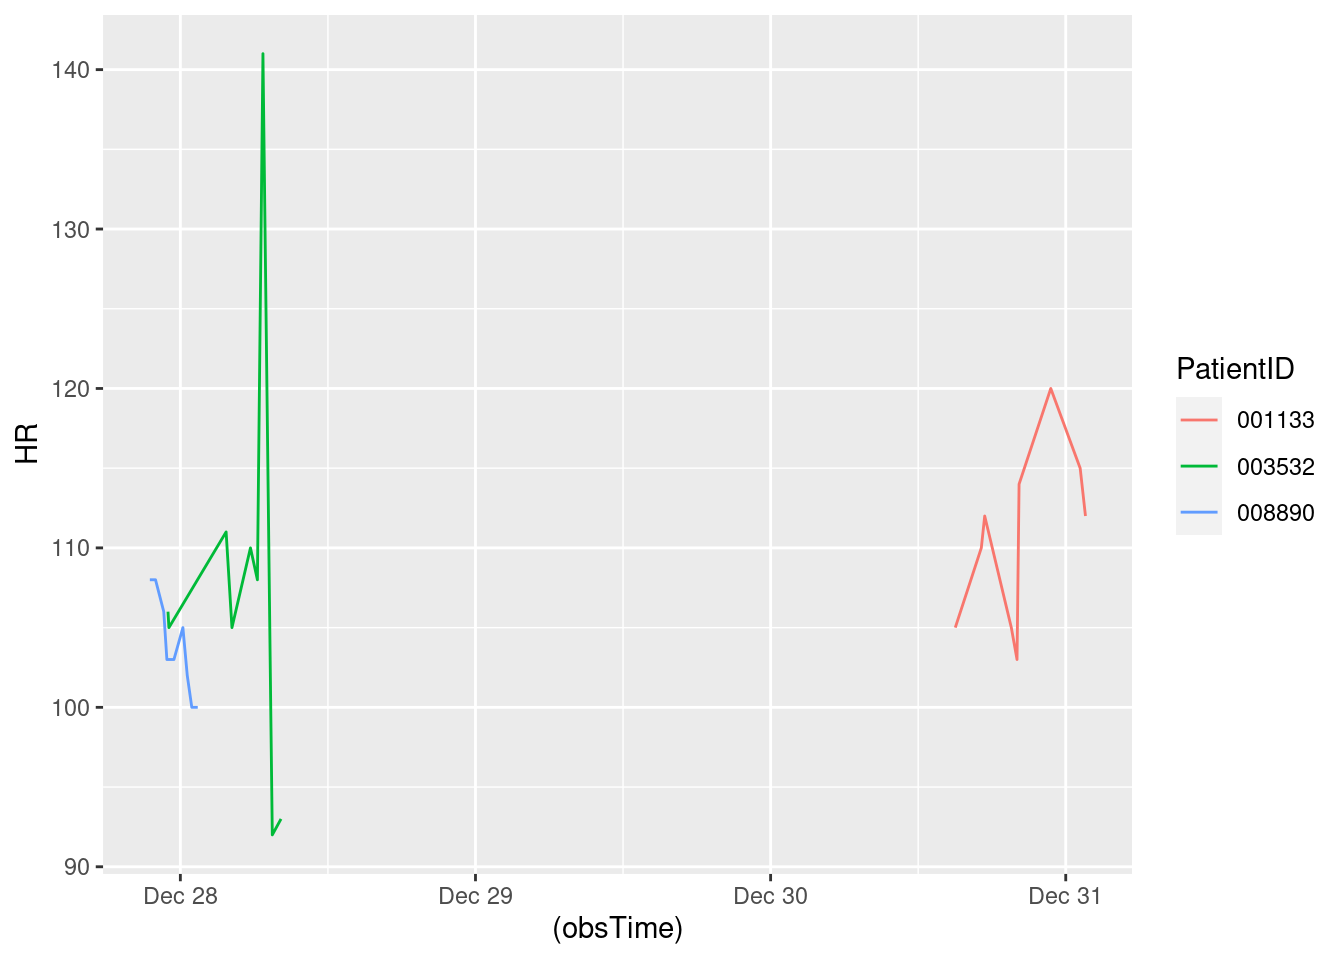 140
130
120
110
100
90
HR
Dec 28
Dec 29
Dec 30
Dec 31
(obsTime)
PatientID
001133
003532
008890